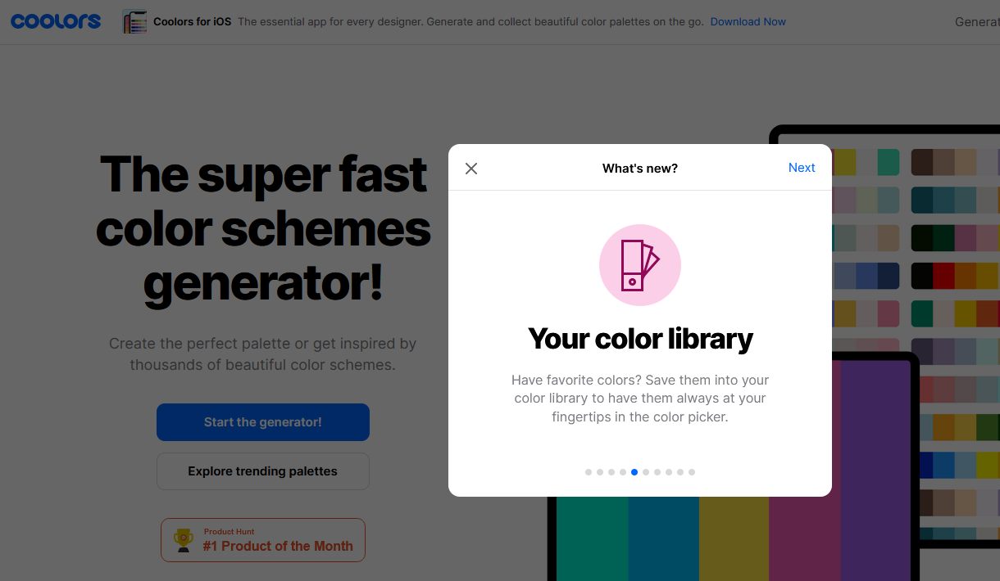 coolors
Coolors for iOS The essential app for every designer. Generate and collect beautiful color palettes on the go. Download Now
The super fast
color schemes
generator!
Create the perfect palette or get inspired by
thousands of beautiful color schemes.
Start the generator!
Explore trending palettes
Product Hunt
#1 Product of the Month
What's new?
Next
Your color library
Have favorite colors? Save them into your
color library to have them always at your
fingertips in the color picker.